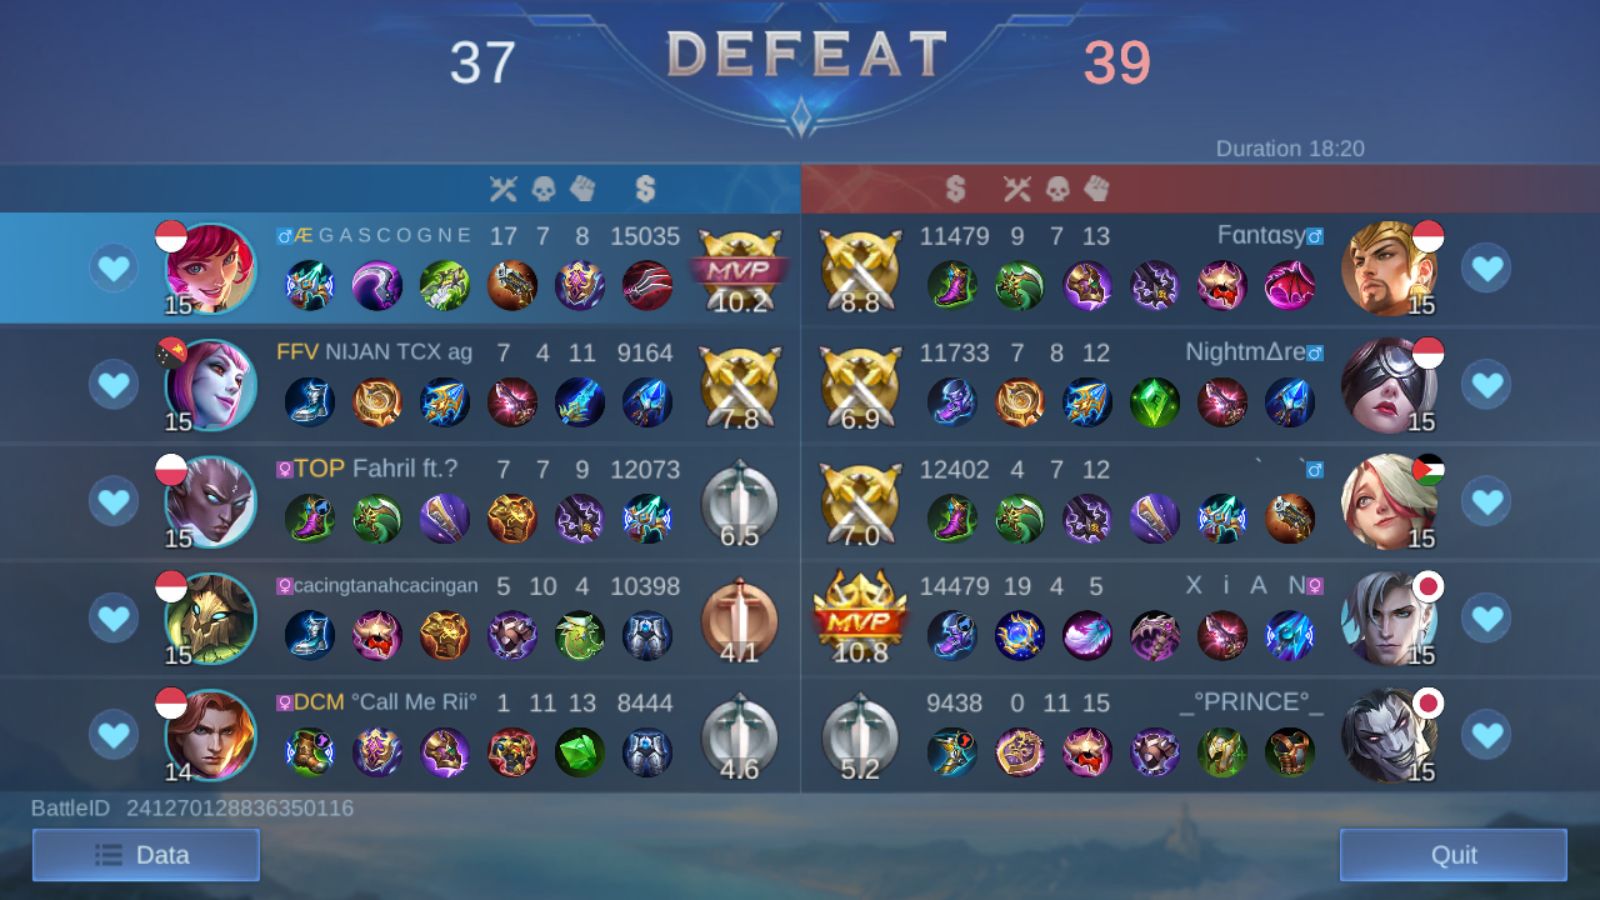 37 DEFEAT 39
Duration 18:20
ÆGASCOGNE 17 7 8 15035
15 MVP 10.2
11479 9 7 13 Fantasy
8.8 15
FFV NIJAN TCX ag 7 4 11 9164
15 7.8
11733 7 8 12 NightmΔre
6.9 15
TOP Fahril ft.? 7 7 9 12073
15 6.5
12402 4 7 12 ` `
7.0 15
cacingtanahcacingan 5 10 4 10398
15 4.1
14479 19 4 5 X i A N
MVP 10.8 15
DCM °Call Me Rii° 1 11 13 8444
14 4.6
9438 0 11 15 _°PRINCE°_
5.2 15
BattleID 241270128836350116
Data
Quit